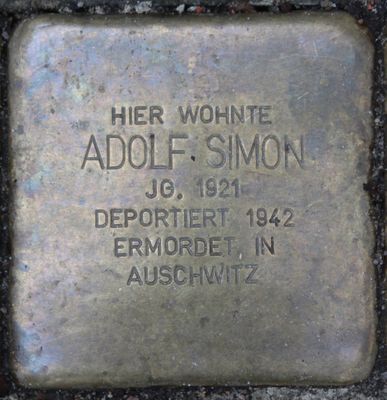 HIER WOHNTE
ADOLF SIMON
JG. 1921
DEPORTIERT 1942
ERMORDET IN
AUSCHWITZ